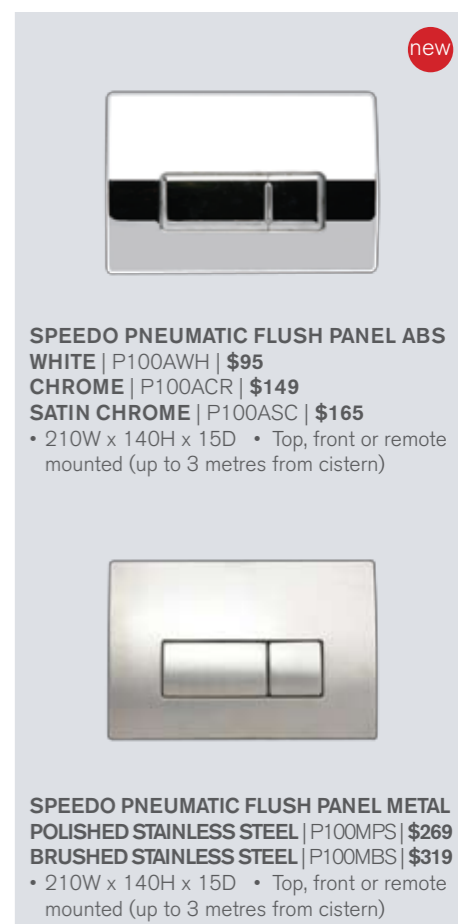 new
SPEEDO PNEUMATIC FLUSH PANEL ABS
WHITE | P100AWH | $95
CHROME | P100ACR | $149
SATIN CHROME | P100ASC | $165
• 210W x 140H x 15D • Top, front or remote
mounted (up to 3 metres from cistern)
SPEEDO PNEUMATIC FLUSH PANEL METAL
POLISHED STAINLESS STEEL | P100MPS | $269
BRUSHED STAINLESS STEEL | P100MBS | $319
• 210W x 140H x 15D • Top, front or remote
mounted (up to 3 metres from cistern)